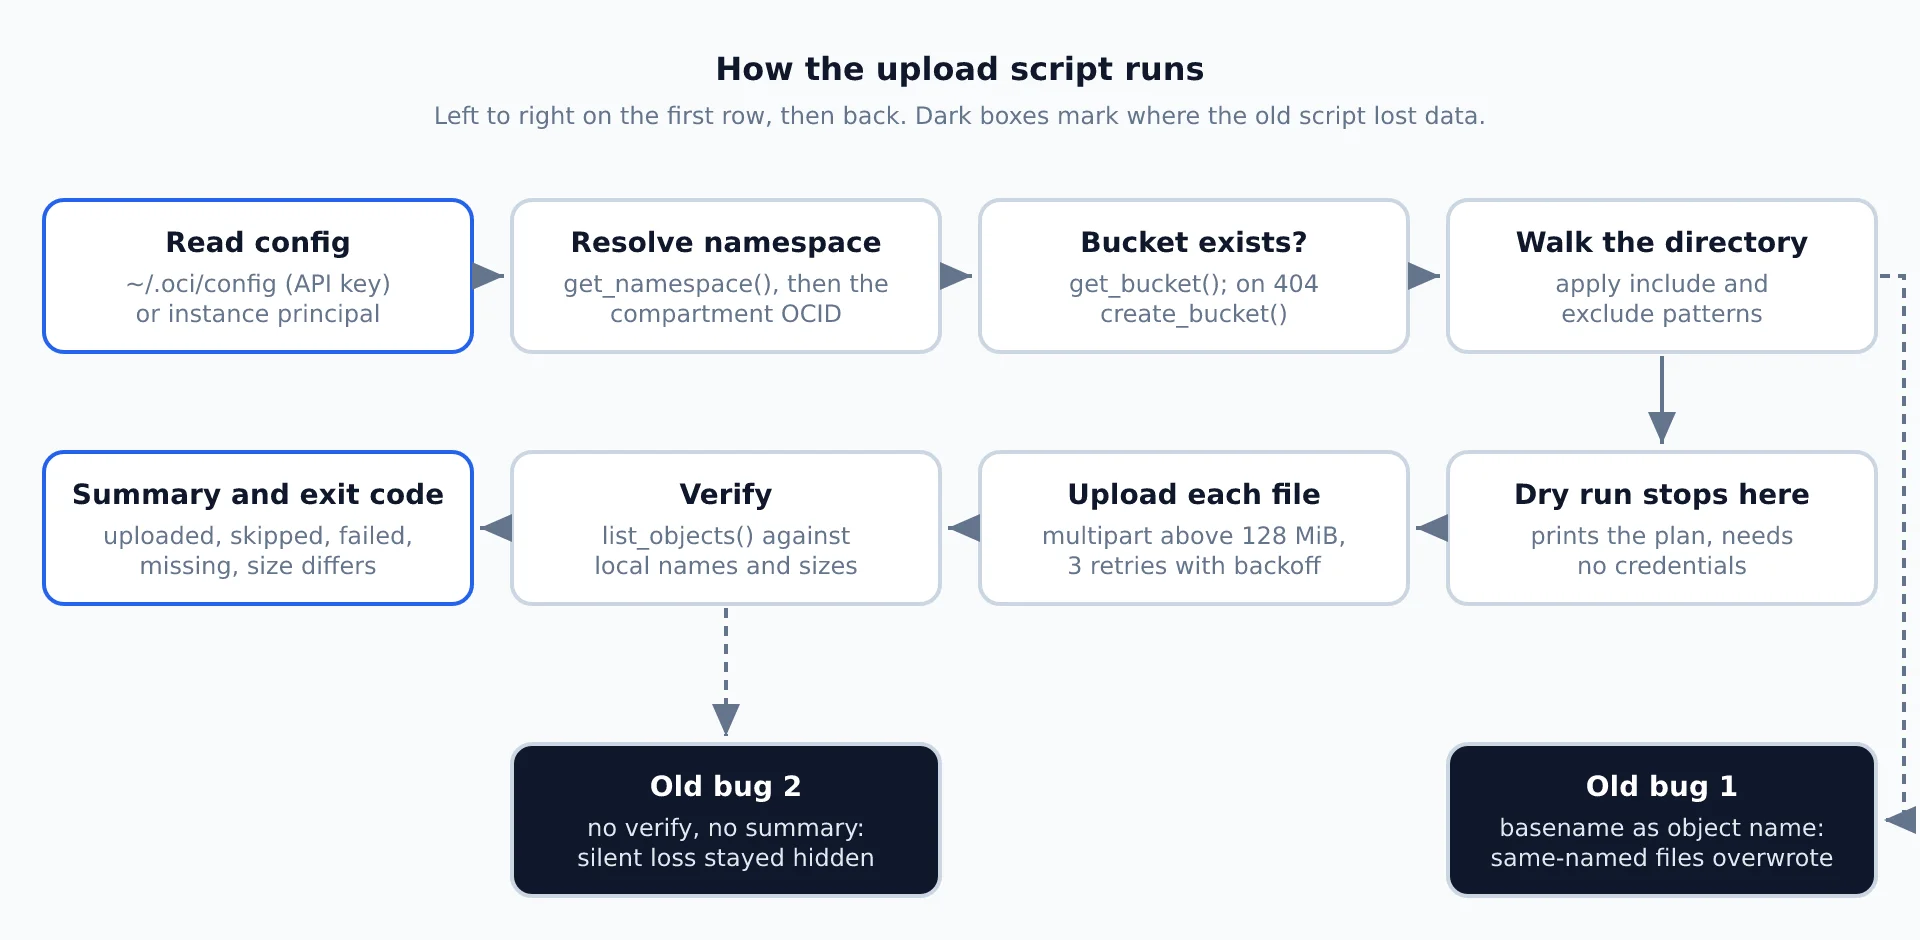 How the upload script runs
Left to right on the first row, then back. Dark boxes mark where the old script lost data.
Read config
~/.oci/config (API key)
or instance principal
Resolve namespace
get_namespace(), then the
compartment OCID
Bucket exists?
get_bucket(); on 404
create_bucket()
Walk the directory
apply include and
exclude patterns
Summary and exit code
uploaded, skipped, failed,
missing, size differs
Verify
list_objects() against
local names and sizes
Upload each file
multipart above 128 MiB,
3 retries with backoff
Dry run stops here
prints the plan, needs
no credentials
Old bug 2
no verify, no summary:
silent loss stayed hidden
Old bug 1
basename as object name:
same-named files overwrote